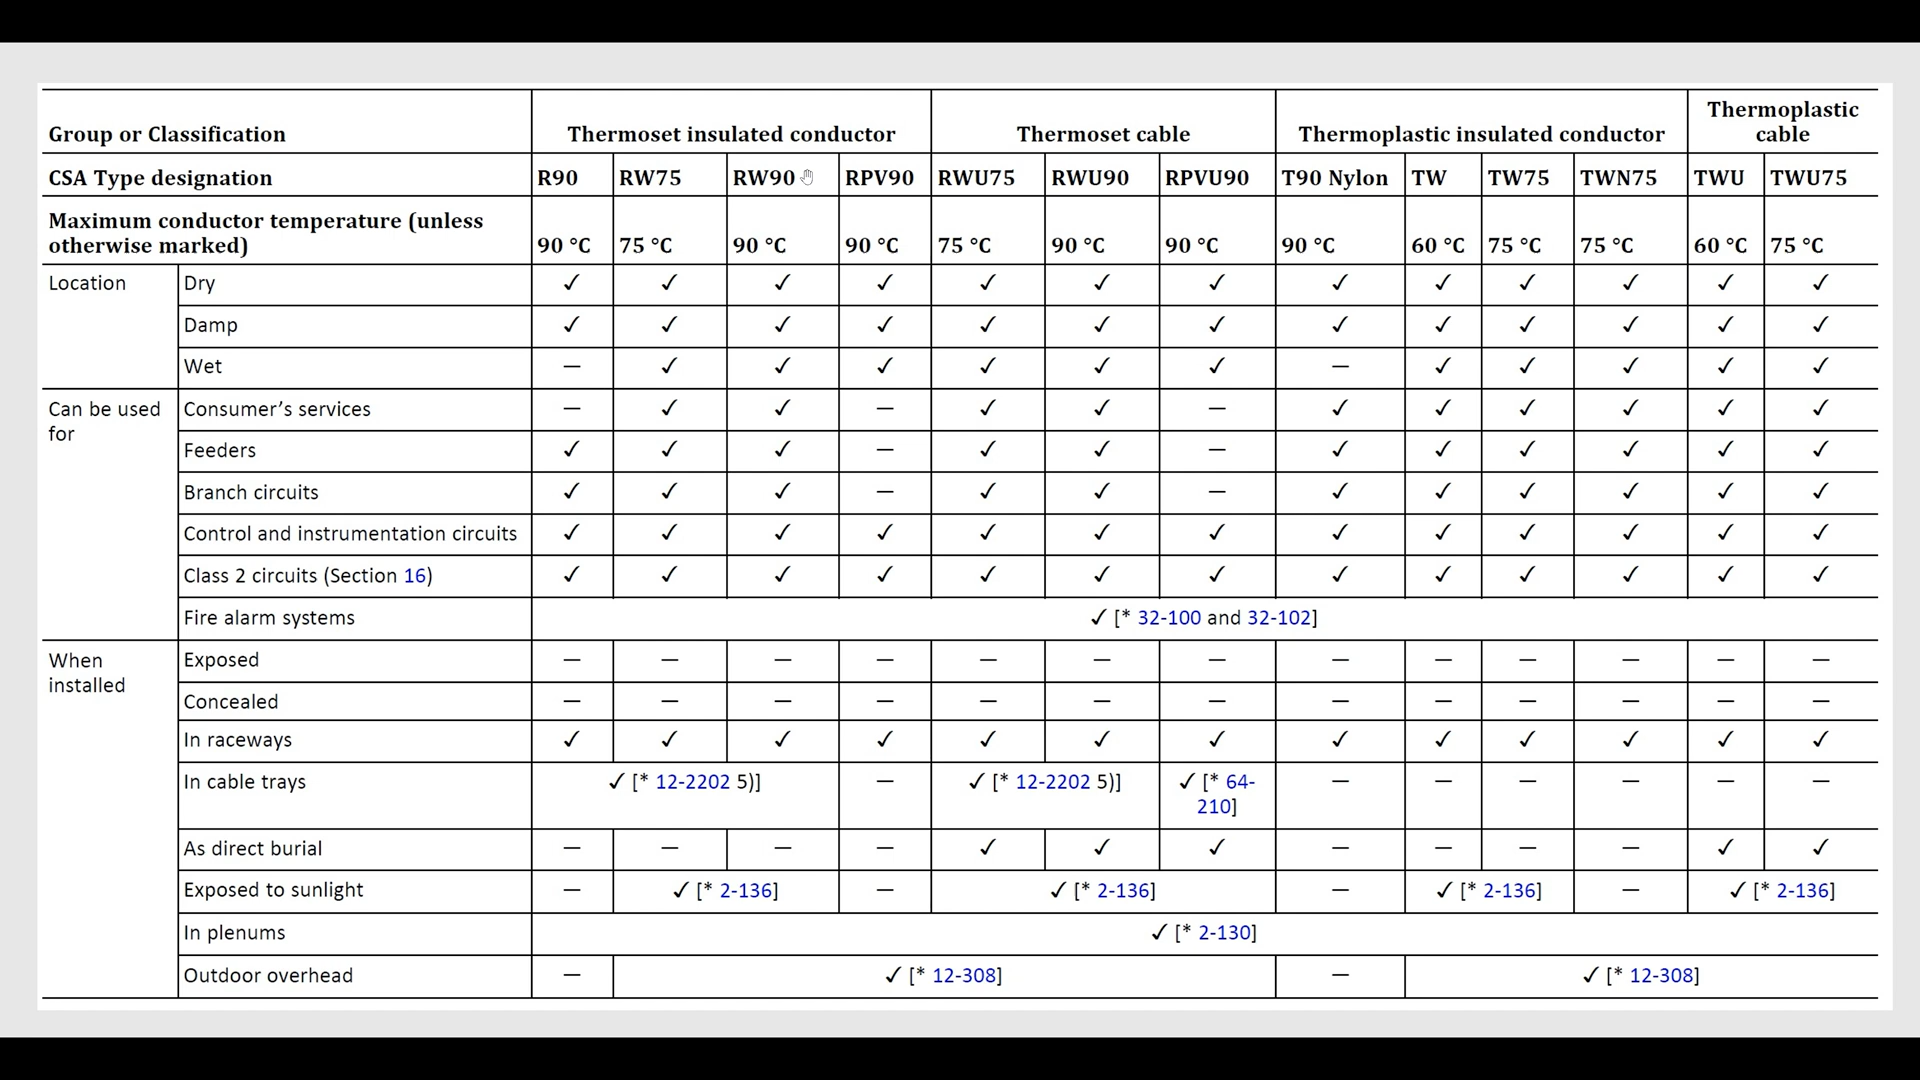 Group or Classification Thermoset insulated conductor Thermoset cable Thermoplastic insulated conductor Thermoplastic cable
CSA Type designation R90 RW75 RW90 RPV90 RWU75 RWU90 RPVU90 T90 Nylon TW TW75 TWN75 TWU TWU75
Maximum conductor temperature (unless otherwise marked) 90 °C 75 °C 90 °C 90 °C 75 °C 90 °C 90 °C 90 °C 60 °C 75 °C 75 °C 60 °C 75 °C
Location Dry ✓ ✓ ✓ ✓ ✓ ✓ ✓ ✓ ✓ ✓ ✓ ✓ ✓
Damp ✓ ✓ ✓ ✓ ✓ ✓ ✓ ✓ ✓ ✓ ✓ ✓ ✓
Wet — ✓ ✓ ✓ ✓ ✓ ✓ — ✓ ✓ ✓ ✓ ✓
Can be used for Consumer’s services — ✓ ✓ — ✓ ✓ — ✓ ✓ ✓ ✓ ✓ ✓
Feeders ✓ ✓ ✓ — ✓ ✓ — ✓ ✓ ✓ ✓ ✓ ✓
Branch circuits ✓ ✓ ✓ — ✓ ✓ — ✓ ✓ ✓ ✓ ✓ ✓
Control and instrumentation circuits ✓ ✓ ✓ ✓ ✓ ✓ ✓ ✓ ✓ ✓ ✓ ✓ ✓
Class 2 circuits (Section 16) ✓ ✓ ✓ ✓ ✓ ✓ ✓ ✓ ✓ ✓ ✓ ✓ ✓
Fire alarm systems ✓ [* 32-100 and 32-102]
When installed Exposed — — — — — — — — — — — — —
Concealed — — — — — — — — — — — — —
In raceways ✓ ✓ ✓ ✓ ✓ ✓ ✓ ✓ ✓ ✓ ✓ ✓ ✓
In cable trays ✓ [* 12-2202 5)] — ✓ [* 12-2202 5)] ✓ [* 64-210] — — — — — —
As direct burial — — — — ✓ ✓ ✓ — — — — ✓ ✓
Exposed to sunlight — ✓ [* 2-136] — ✓ [* 2-136] — ✓ [* 2-136] — ✓ [* 2-136]
In plenums ✓ [* 2-130]
Outdoor overhead — ✓ [* 12-308] — ✓ [* 12-308]